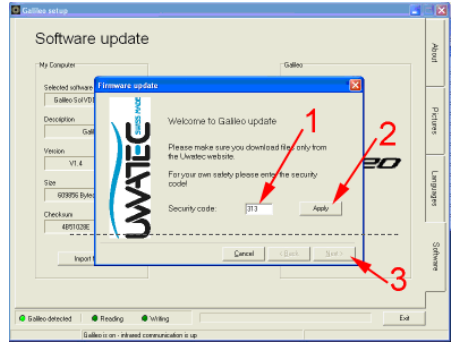 Galileo setup
Software update
My Computer
Galileo
Selected software
Galileo Sol V01
Description
Gali
Version
V1.4
Size
609856 Bytes
Checksum
4B51028E
Import f
Firmware update
UWATEC SWISS MADE
Welcome to Galileo update
Please make sure you download files only from
the Uwatec website.
For your own safety please enter the security
code!
Security code:
313
Apply
Cancel
< Back
Next >
1
2
3
About
Pictures
Languages
Software
Galileo detected
Reading
Writing
Exit
Galileo is on - infrared communication is up